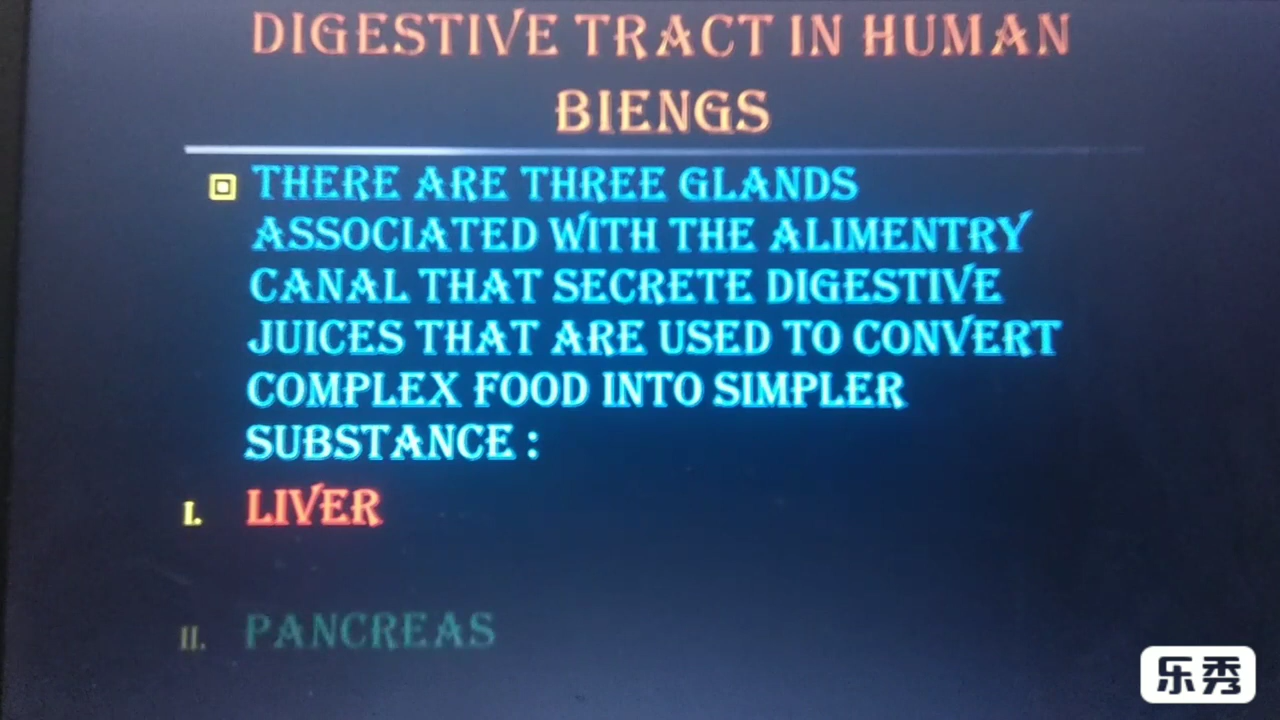 DIGESTIVE TRACT IN HUMAN
BIENGS
THERE ARE THREE GLANDS
ASSOCIATED WITH THE ALIMENTRY
CANAL THAT SECRETE DIGESTIVE
JUICES THAT ARE USED TO CONVERT
COMPLEX FOOD INTO SIMPLER
SUBSTANCE :
I. LIVER
II. PANCREAS
乐秀